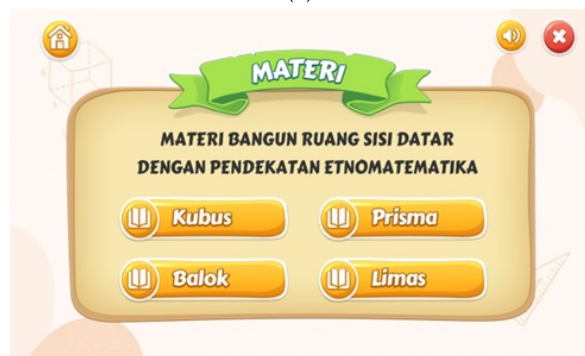 MATERI
MATERI BANGUN RUANG SISI DATAR
DENGAN PENDEKATAN ETNOMATEMATIKA
Kubus
Prisma
Balok
Limas